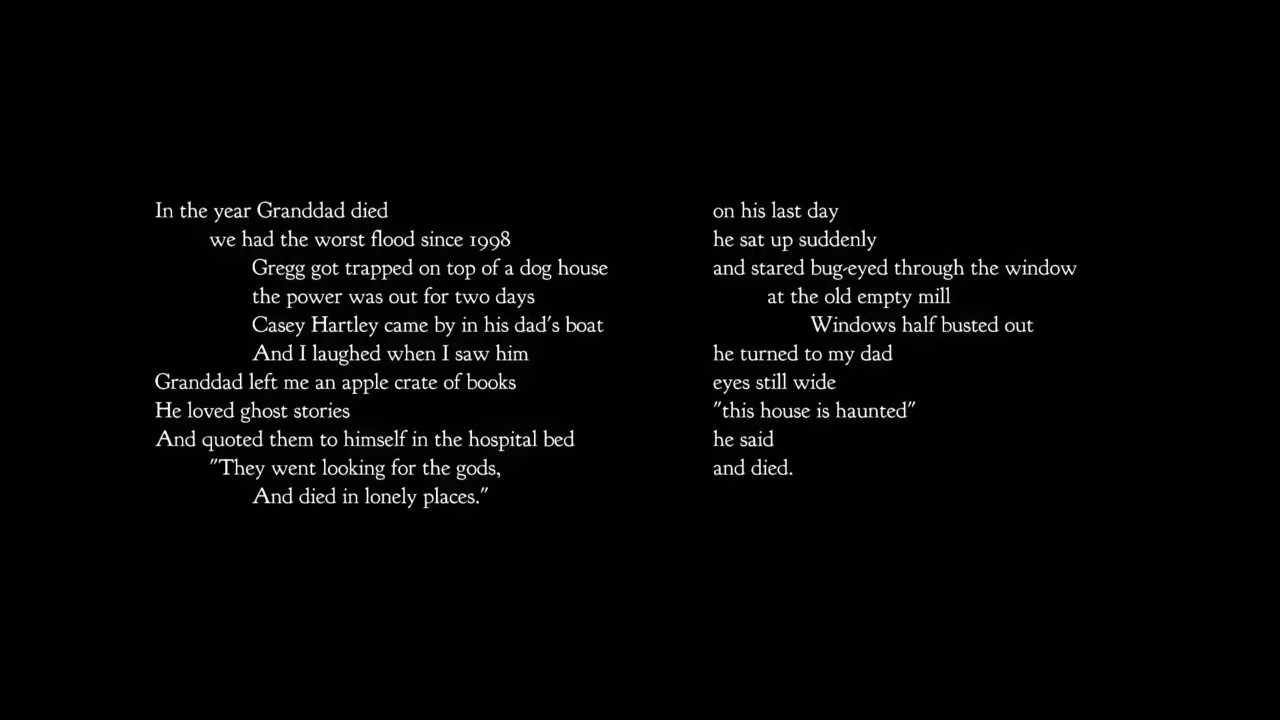 In the year Granddad died
we had the worst flood since 1998
Gregg got trapped on top of a dog house
the power was out for two days
Casey Hartley came by in his dad's boat
And I laughed when I saw him
Granddad left me an apple crate of books
He loved ghost stories
And quoted them to himself in the hospital bed
"They went looking for the gods,
And died in lonely places."
on his last day
he sat up suddenly
and stared bug-eyed through the window
at the old empty mill
Windows half busted out
he turned to my dad
eyes still wide
"this house is haunted"
he said
and died.